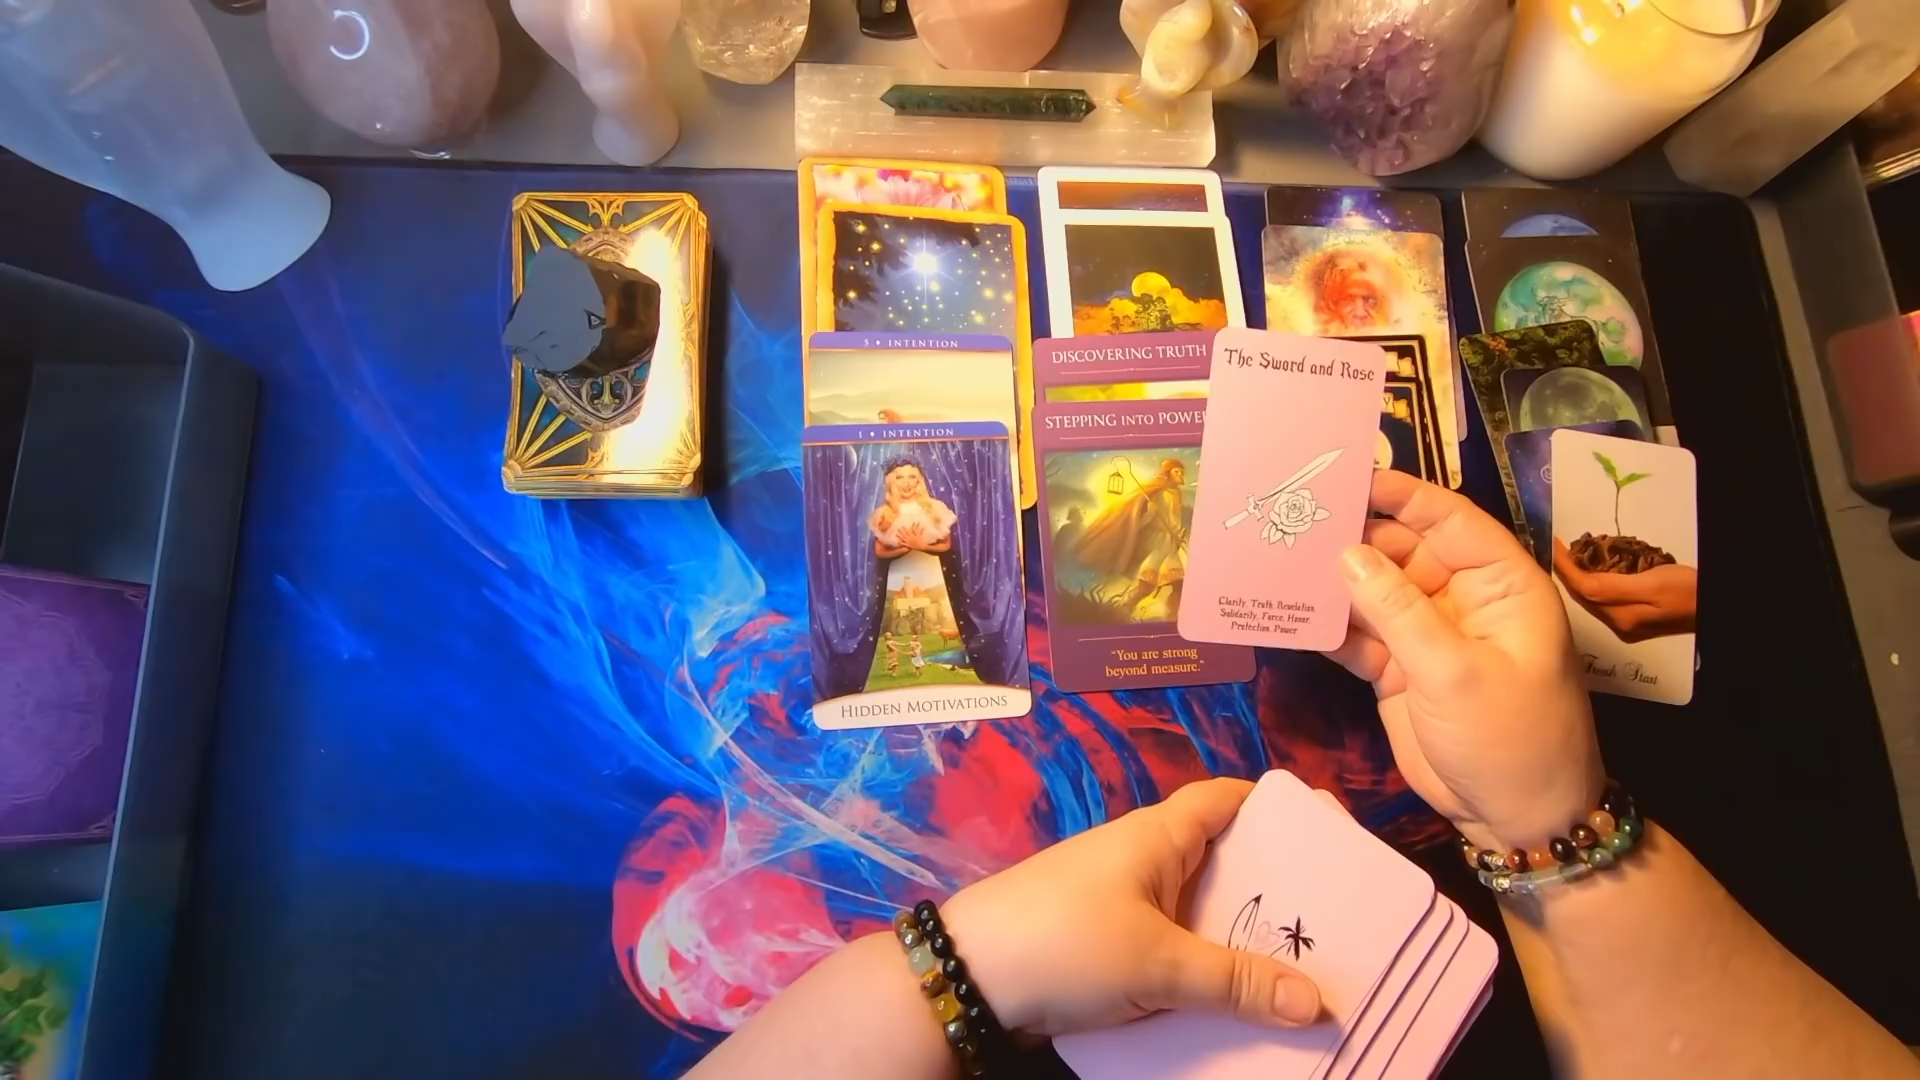 5 ♦ INTENTION
1 ♦ INTENTION
HIDDEN MOTIVATIONS
DISCOVERING TRUTH
STEPPING INTO POWER
"You are strong
beyond measure."
The Sword and Rose
Clarity, Truth, Revelation
Solidarity, Force, Honor,
Protection, Power
Fresh Start